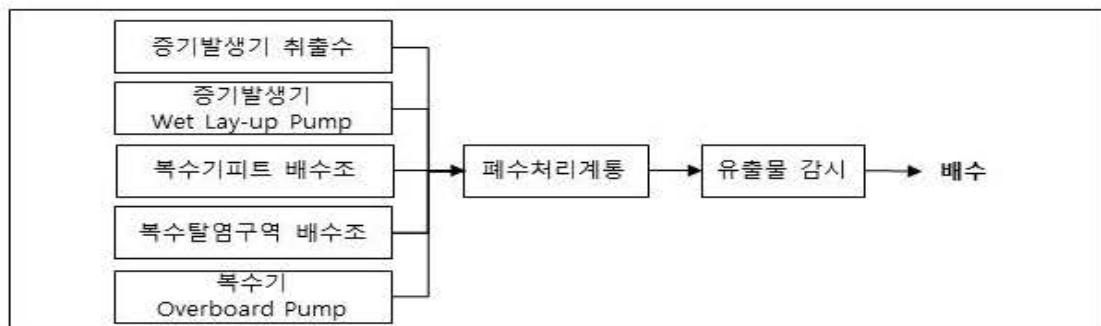 증기발생기 취출수
증기발생기
Wet Lay-up Pump
복수기피트 배수조
복수탈염구역 배수조
복수기
Overboard Pump
폐수처리계통
유출물 감시
배수